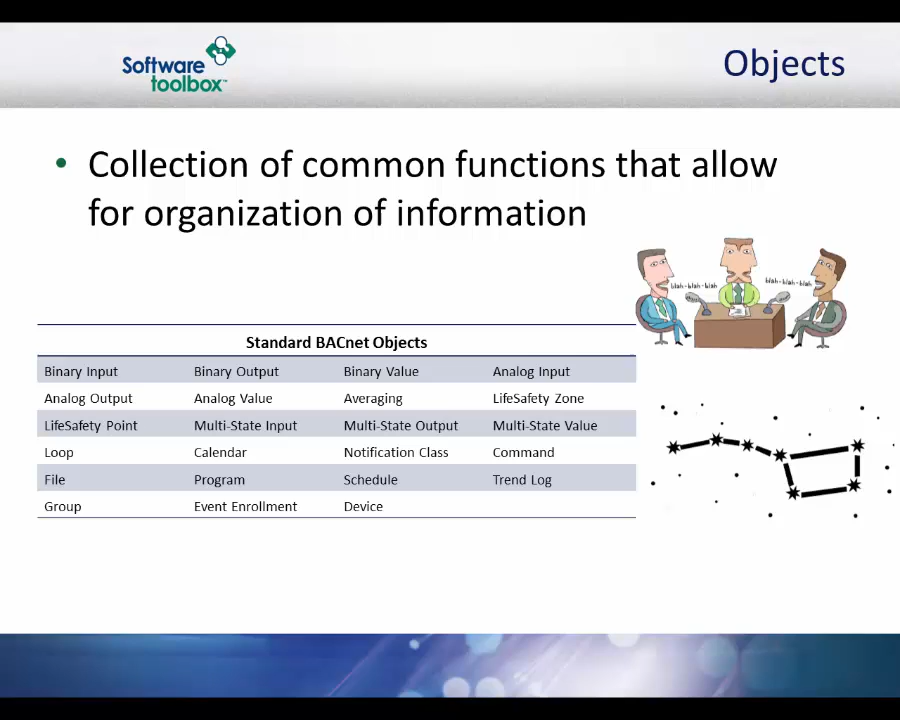 Software
toolbox™
Objects
• Collection of common functions that allow
for organization of information
blah-blah-blah
blah-blah-blah
Standard BACnet Objects
Binary Input Binary Output Binary Value Analog Input
Analog Output Analog Value Averaging LifeSafety Zone
LifeSafety Point Multi-State Input Multi-State Output Multi-State Value
Loop Calendar Notification Class Command
File Program Schedule Trend Log
Group Event Enrollment Device